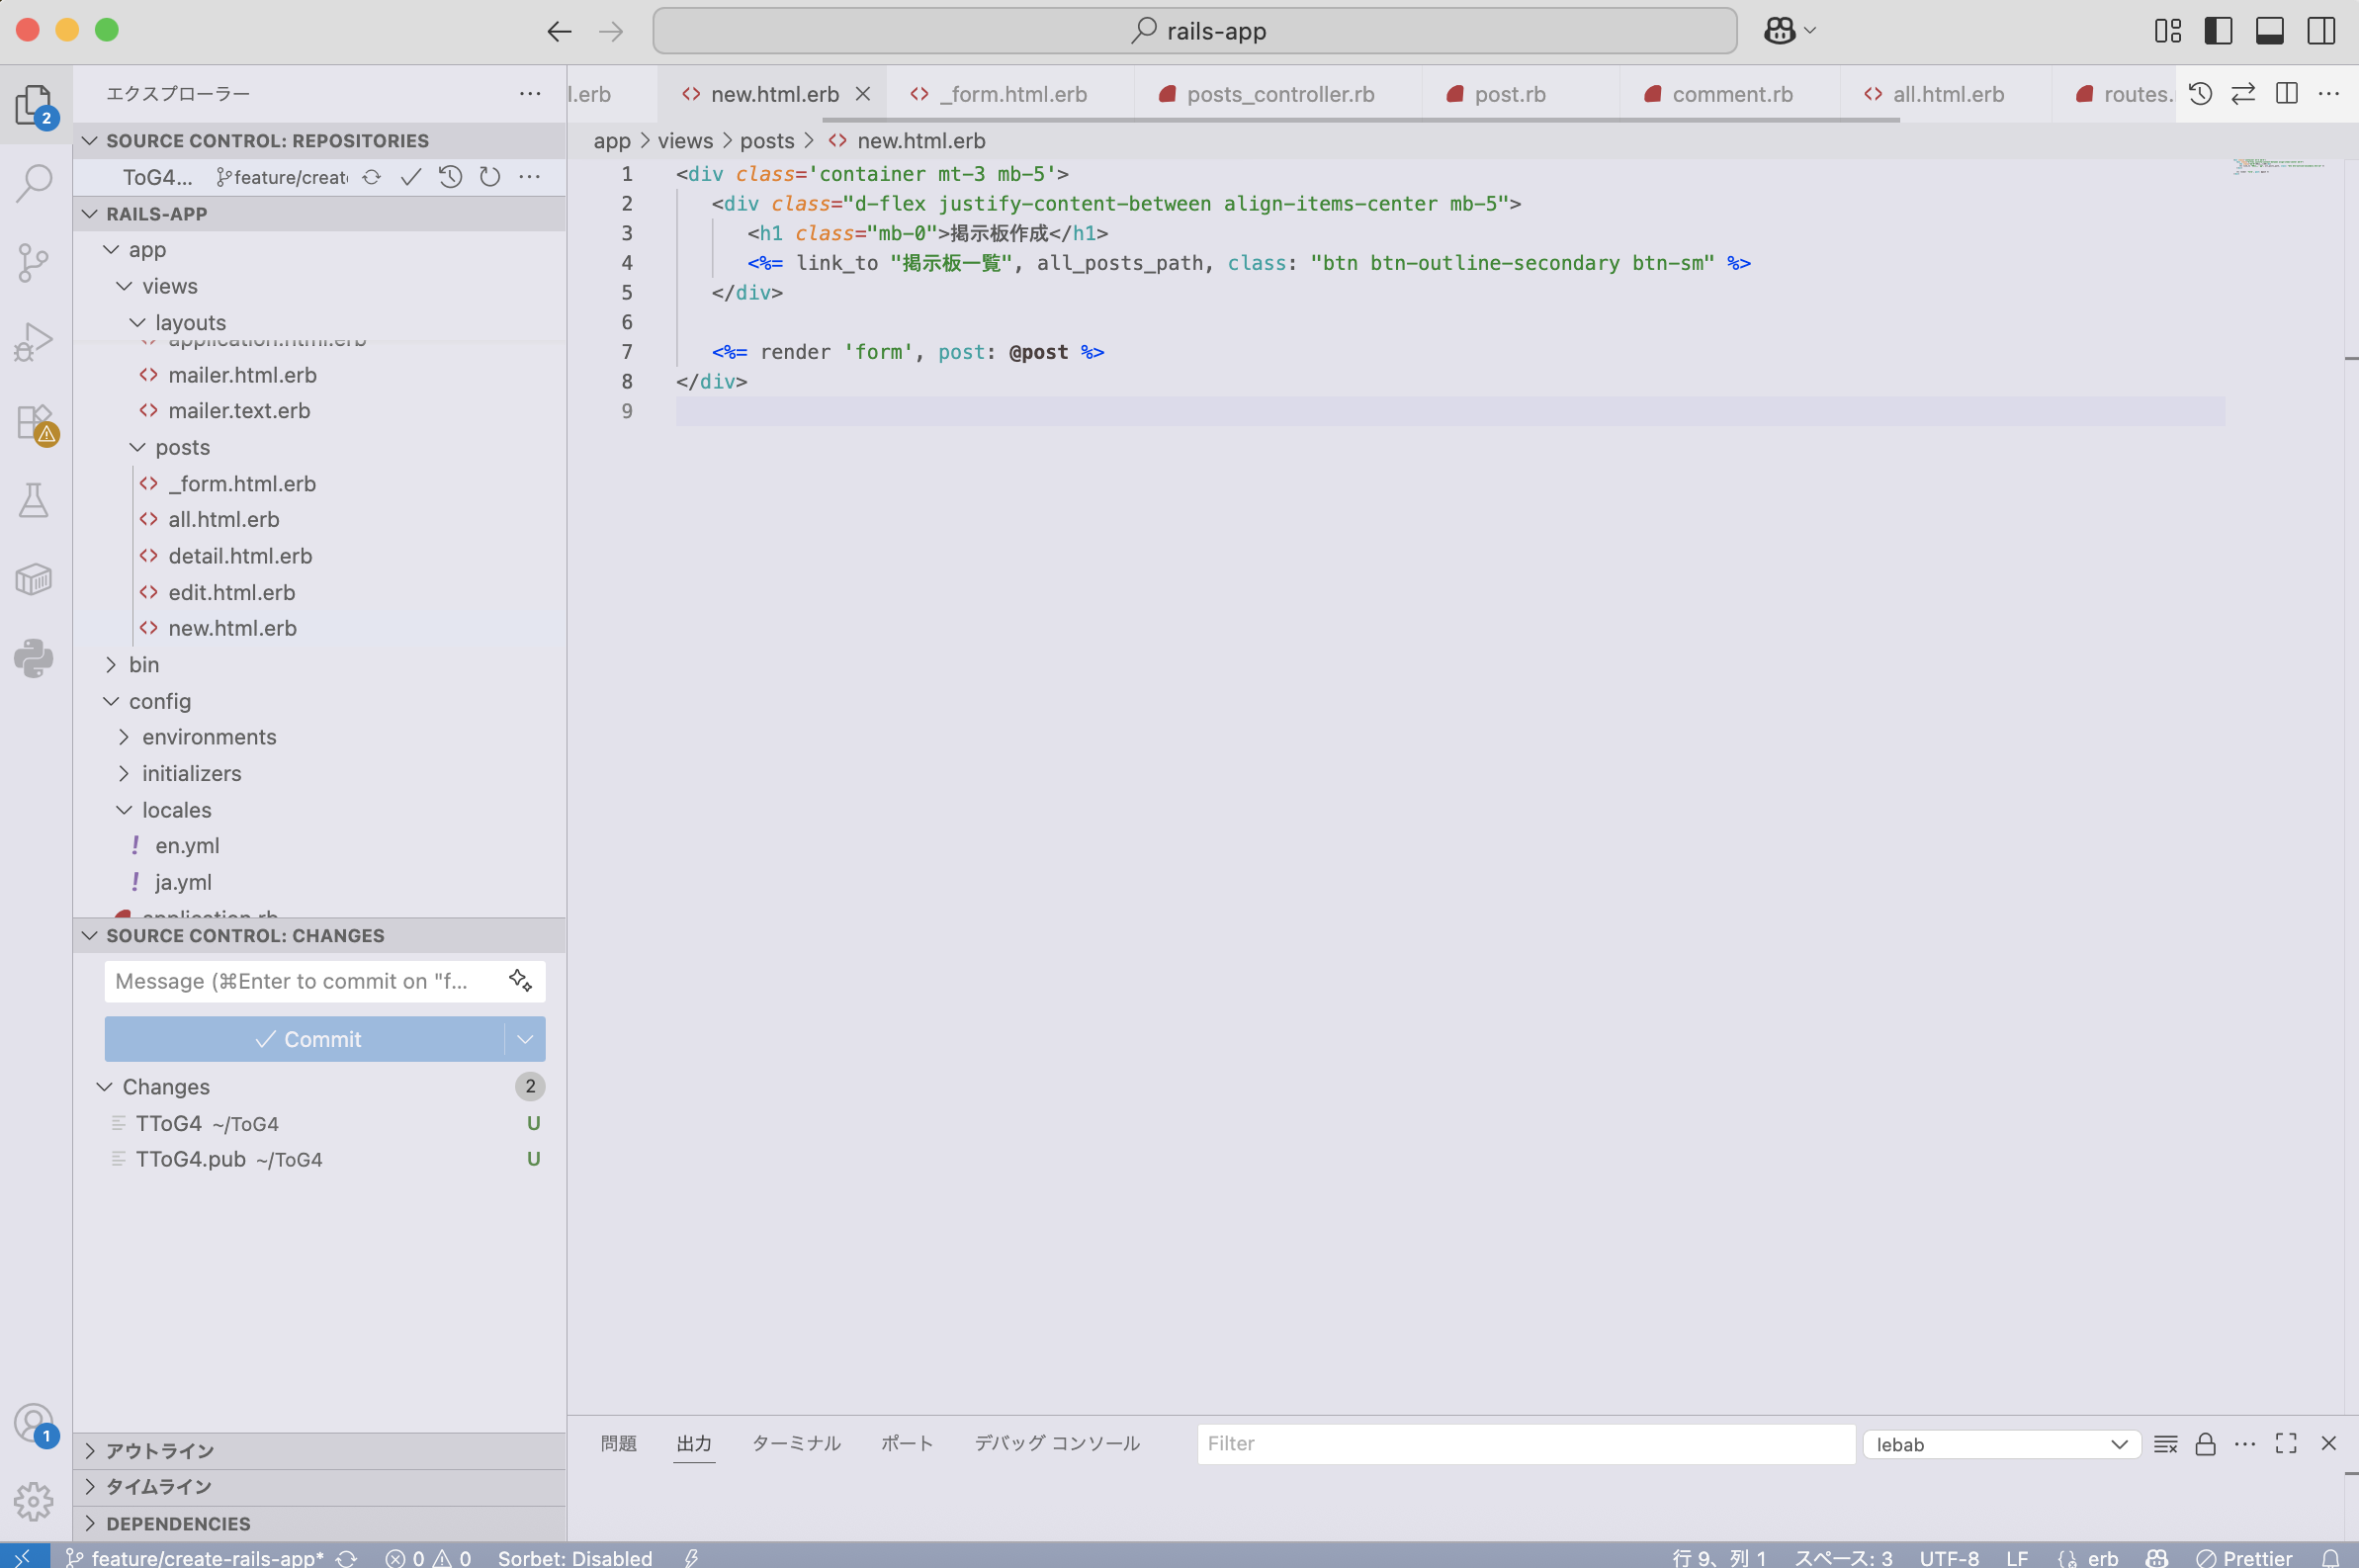 rails-app
エクスプローラー
2
SOURCE CONTROL: REPOSITORIES
ToG4... feature/creat
RAILS-APP
app
views
layouts
application.html.erb
mailer.html.erb
mailer.text.erb
posts
_form.html.erb
all.html.erb
detail.html.erb
edit.html.erb
new.html.erb
bin
config
environments
initializers
locales
! en.yml
! ja.yml
application.rb
SOURCE CONTROL: CHANGES
Message (⌘Enter to commit on "f...
Commit
Changes 2
TToG4 ~/ToG4 U
TToG4.pub ~/ToG4 U
1
アウトライン
タイムライン
DEPENDENCIES
l.erb new.html.erb _form.html.erb posts_controller.rb post.rb comment.rb all.html.erb routes.
app > views > posts > <> new.html.erb
1 <div class='container mt-3 mb-5'>
2 <div class="d-flex justify-content-between align-items-center mb-5">
3 <h1 class="mb-0">掲示板作成</h1>
4 <%= link_to "掲示板一覧", all_posts_path, class: "btn btn-outline-secondary btn-sm" %>
5 </div>
6
7 <%= render 'form', post: @post %>
8 </div>
9
問題 出力 ターミナル ポート デバッグ コンソール Filter lebab
feature/create-rails-app* 0 0 Sorbet: Disabled 行 9、列 1 スペース: 3 UTF-8 LF erb Prettier